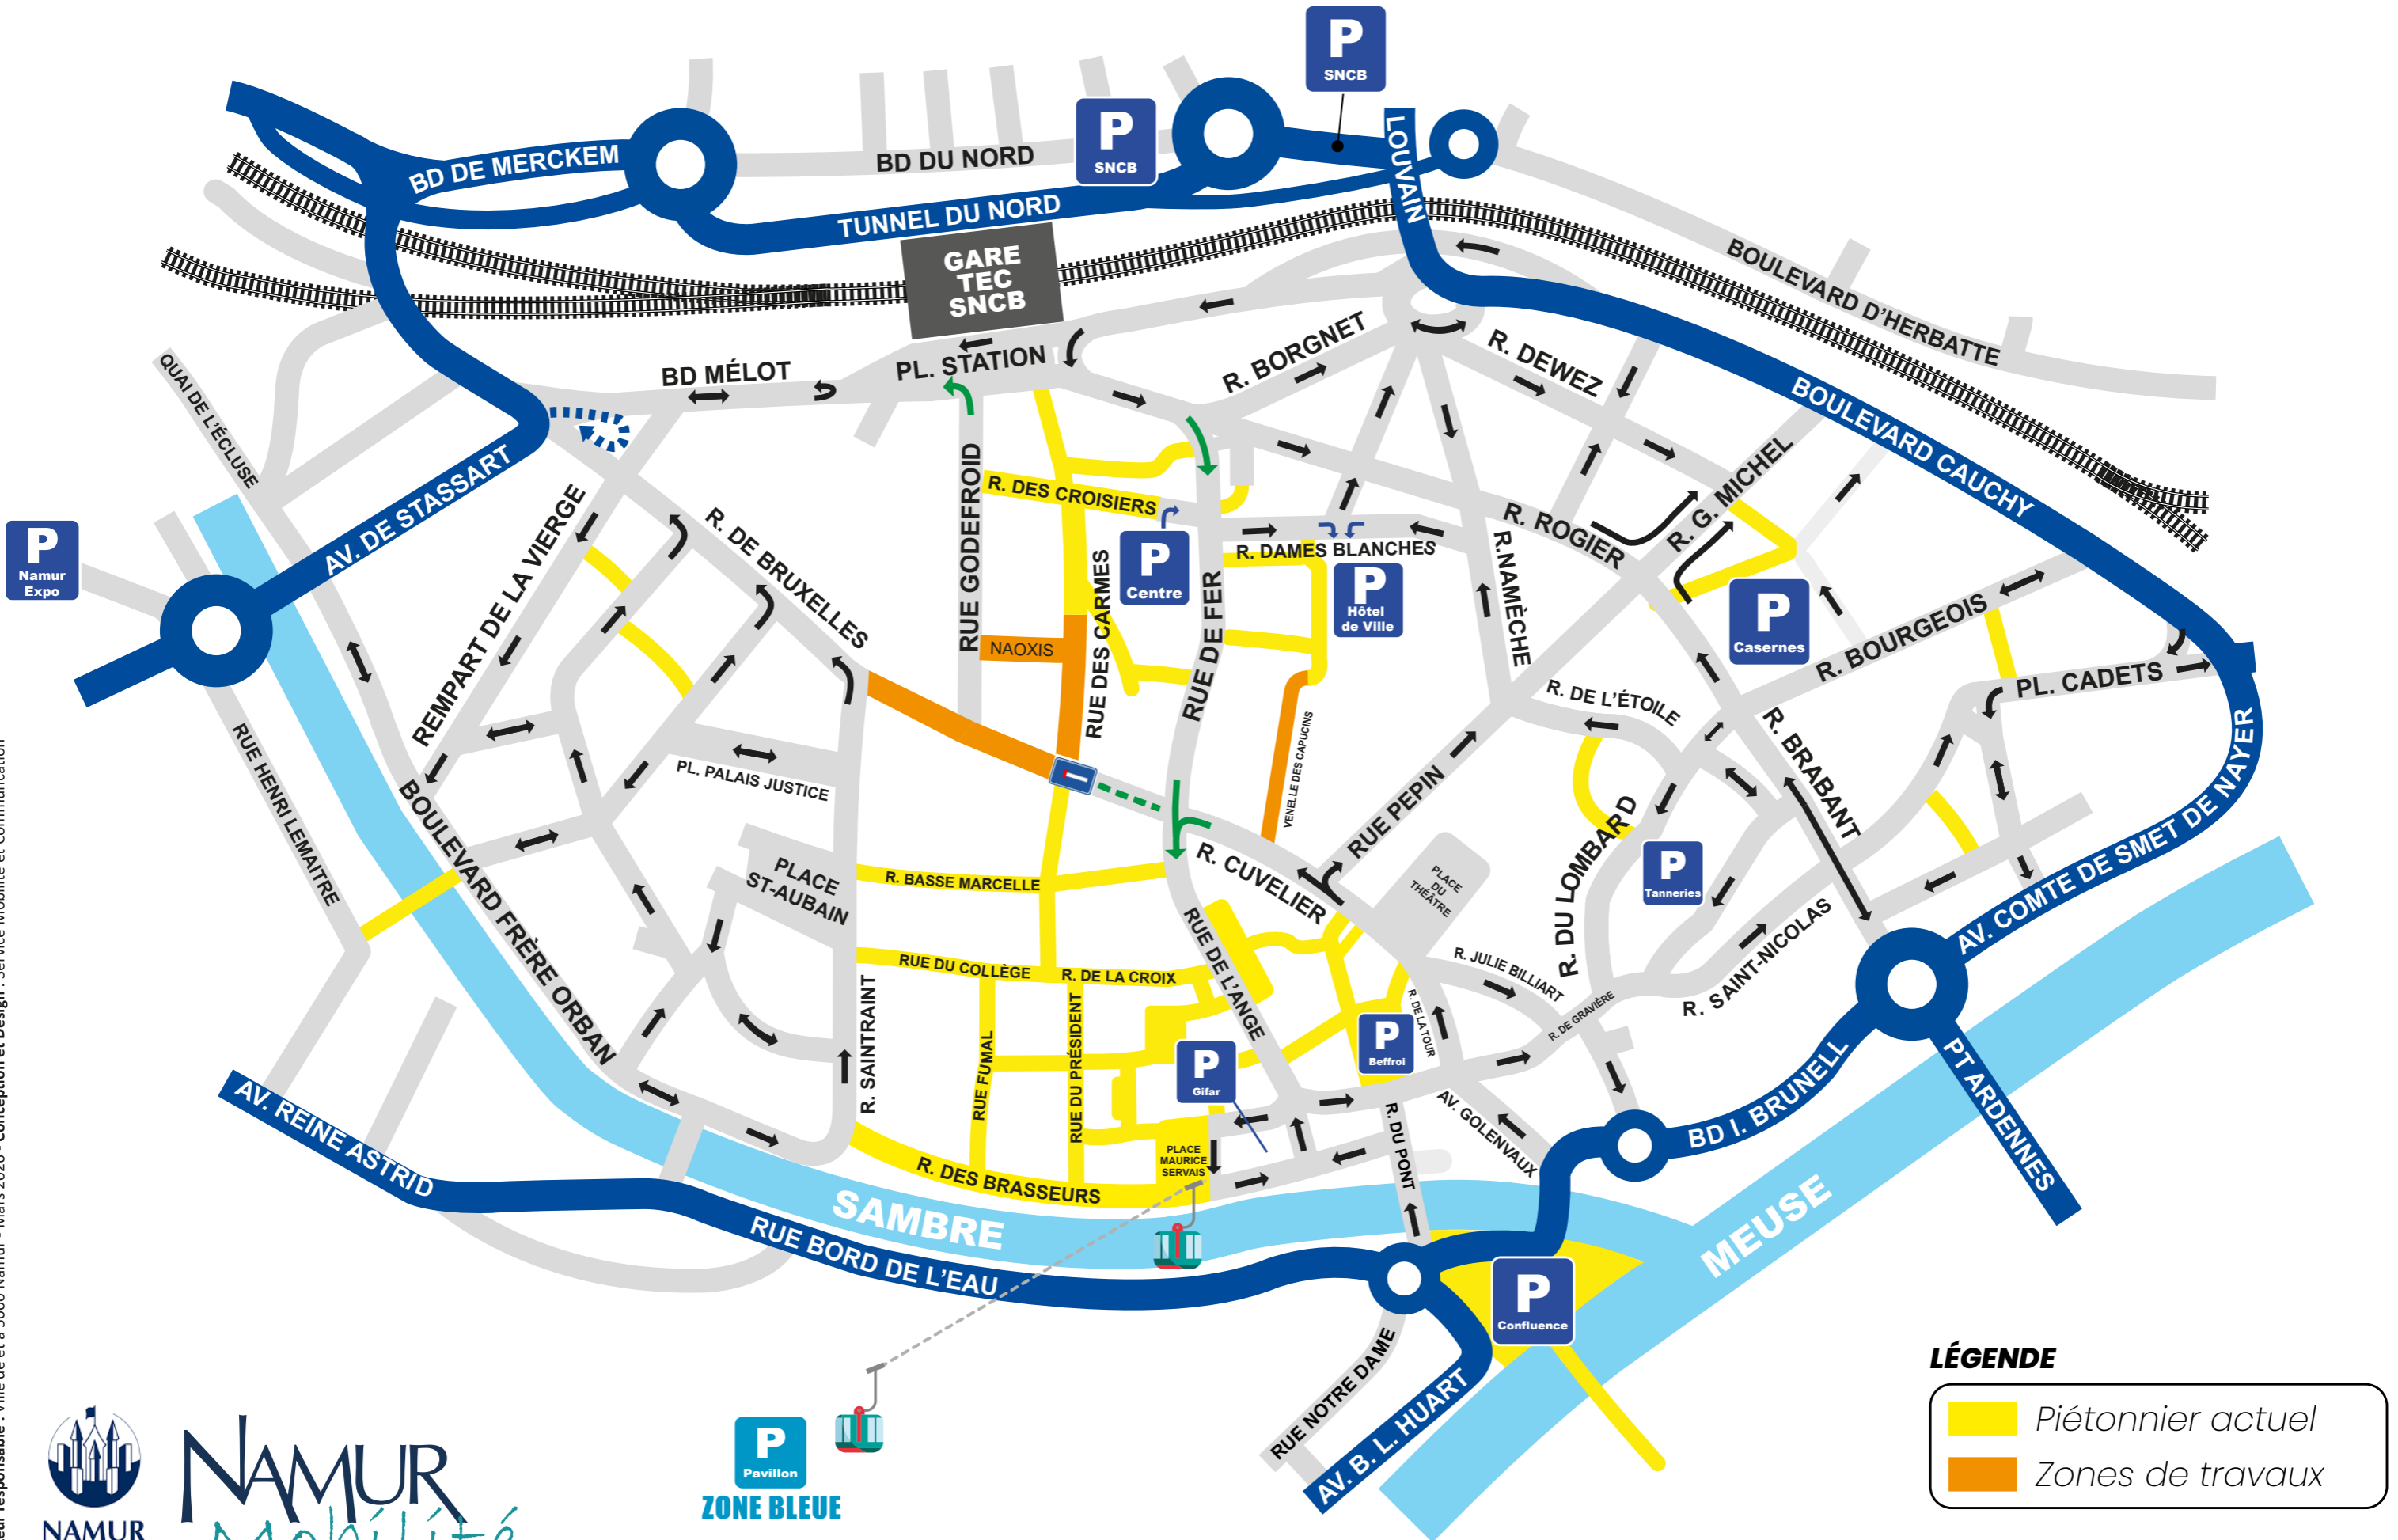 P
SNCB
P
SNCB
LOUVAIN
BD DE MERCKEM
BD DU NORD
TUNNEL DU NORD
GARE
TEC
SNCB
BOULEVARD D'HERBATTE
QUAI DE L'ÉCLUSE
BD MÉLOT
PL. STATION
R. BORGNET
R. DEWEZ
BOULEVARD CAUCHY
AV. DE STASSART
REMPART DE LA VIERGE
R. DE BRUXELLES
RUE GODEFROID
R. DES CROISIERS
P
Centre
R. DAMES BLANCHES
R. ROGIER
R. G. MICHEL
P
Namur
Expo
P
Hôtel
de Ville
R.NAMÈCHE
P
Casernes
R. BOURGEOIS
NAOXIS
RUE DES CARMES
RUE DE FER
VENELLE DES CAPUCINS
R. DE L'ÉTOILE
PL. CADETS
R. BRABANT
RUE HENRI LEMAITRE
PL. PALAIS JUSTICE
RUE PEPIN
R. DU LOMBARD
AV. COMTE DE SMET DE NAYER
BOULEVARD FRÈRE ORBAN
PLACE
ST-AUBAIN
R. BASSE MARCELLE
R. CUVELIER
PLACE
DU
THÉÂTRE
P
Tanneries
RUE DU COLLÈGE
R. DE LA CROIX
RUE DE L'ANGE
R. JULIE BILLIART
R. SAINT-NICOLAS
R. DE GRAVIÈRE
R. SAINTRAINT
RUE FUMAL
RUE DU PRÉSIDENT
P
Gifar
P
Beffroi
R. DE LA TOUR
AV. GOLENVAUX
R. DU PONT
BD I. BRUNELL
PT ARDENNES
AV. REINE ASTRID
R. DES BRASSEURS
PLACE
MAURICE
SERVAIS
SAMBRE
MEUSE
RUE BORD DE L'EAU
P
Confluence
RUE NOTRE DAME
AV. B. L. HUART
P
Pavillon
ZONE BLEUE
NAMUR
NAMUR
Mobilité
LÉGENDE
Piétonnier actuel
Zones de travaux